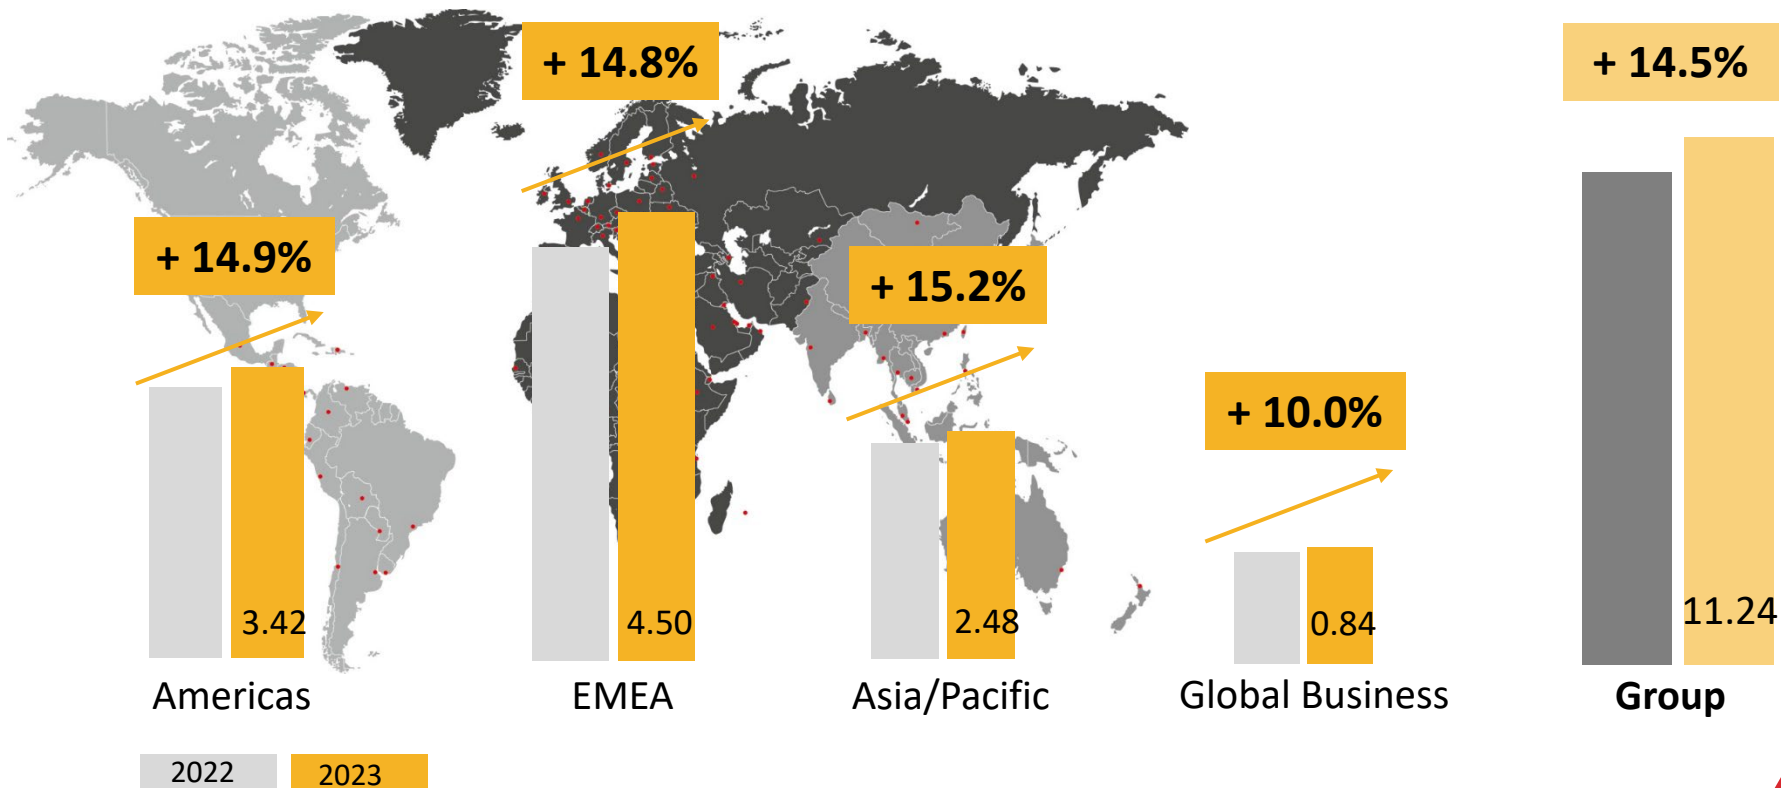 + 14.8%
+ 14.5%
+ 14.9%
+ 15.2%
+ 10.0%
3.42
4.50
2.48
0.84
11.24
Americas
EMEA
Asia/Pacific
Global Business
Group
2022
2023